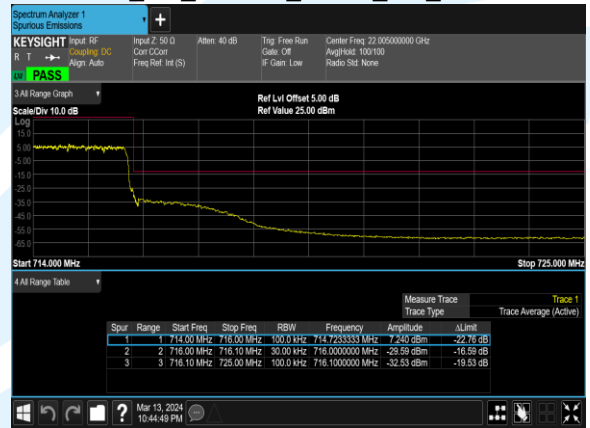 Spectrum Analyzer 1
Spurious Emissions
KEYSIGHT Input: RF Input Z: 50 Ω Atten: 40 dB Trig: Free Run Center Freq: 22.005000000 GHz
R T Coupling: DC Corr CCorr Gate: Off Avg|Hold: 100/100
Align: Auto Freq Ref: Int (S) IF Gain: Low Radio Std: None
LXI PASS
3 All Range Graph
Ref Lvl Offset 5.00 dB
Scale/Div 10.0 dB Ref Value 25.00 dBm
Log
15.0
5.00
-5.00
-15.0
-25.0
-35.0
-45.0
-55.0
-65.0
Start 714.000 MHz Stop 725.000 MHz
4 All Range Table
Measure Trace Trace 1
Trace Type Trace Average (Active)
Spur Range Start Freq Stop Freq RBW Frequency Amplitude ΔLimit
1 1 714.00 MHz 716.00 MHz 100.0 kHz 714.7233333 MHz 7.240 dBm -22.76 dB
2 2 716.00 MHz 716.10 MHz 30.00 kHz 716.0000000 MHz -29.59 dBm -16.59 dB
3 3 716.10 MHz 725.00 MHz 100.0 kHz 716.1000000 MHz -32.53 dBm -19.53 dB
Mar 13, 2024
10:44:49 PM